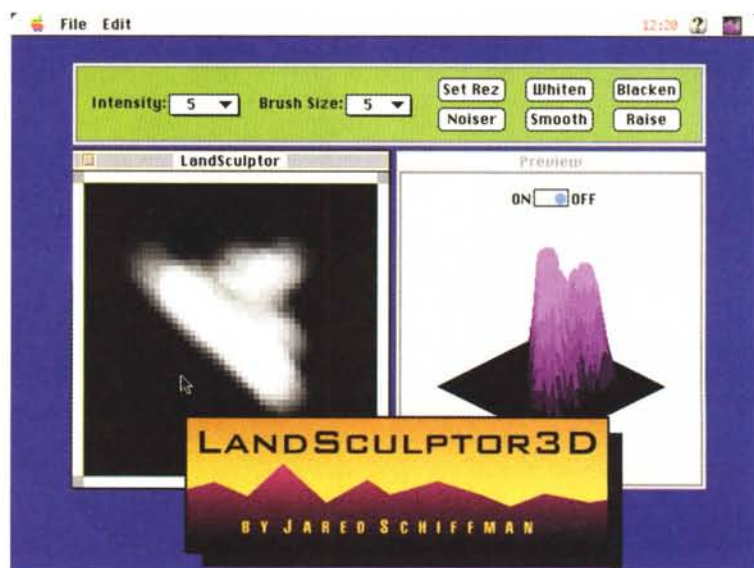 File Edit 12:20
Intensity: 5 Brush Size: 5 Set Rez Whiten Blacken
Noiser Smooth Raise
LandSculptor
Preview
ON OFF
LANDSCULPTOR3D
BY JARED SCHIFFMAN